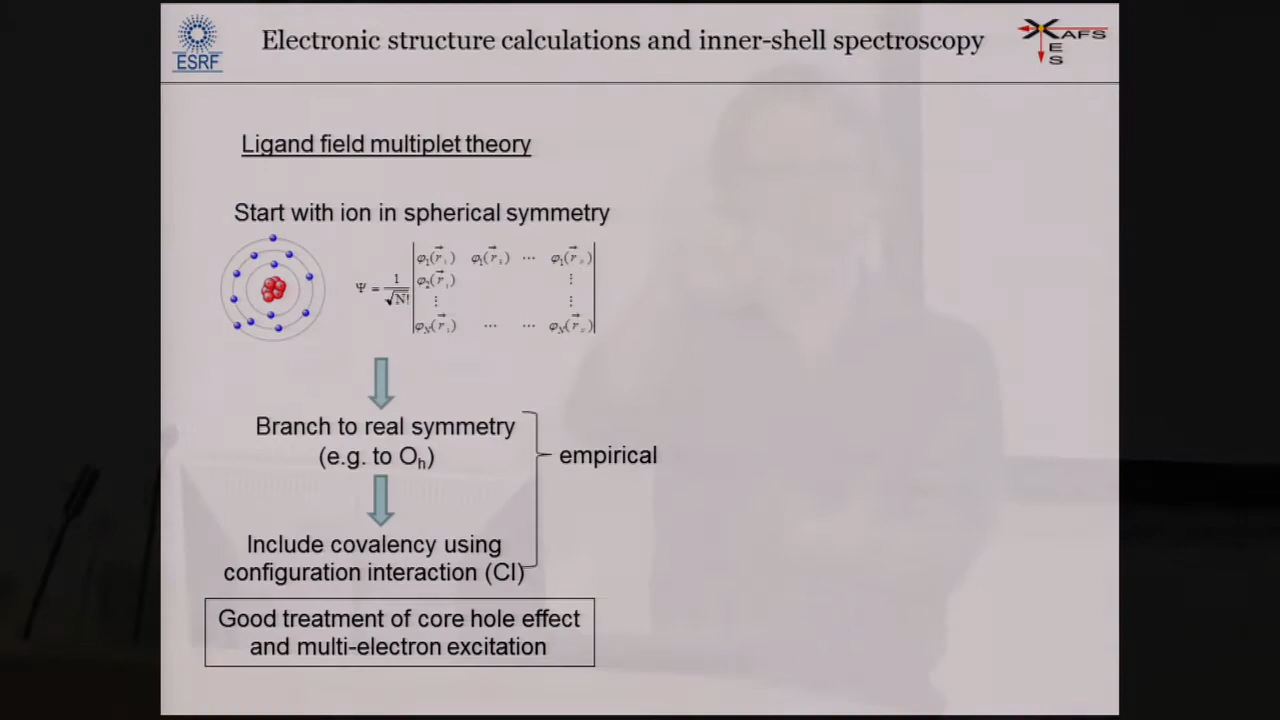 ESRF
Electronic structure calculations and inner-shell spectroscopy
XAFS
E
S
Ligand field multiplet theory
Start with ion in spherical symmetry
Branch to real symmetry
(e.g. to Oh)
empirical
Include covalency using
configuration interaction (CI)
Good treatment of core hole effect
and multi-electron excitation